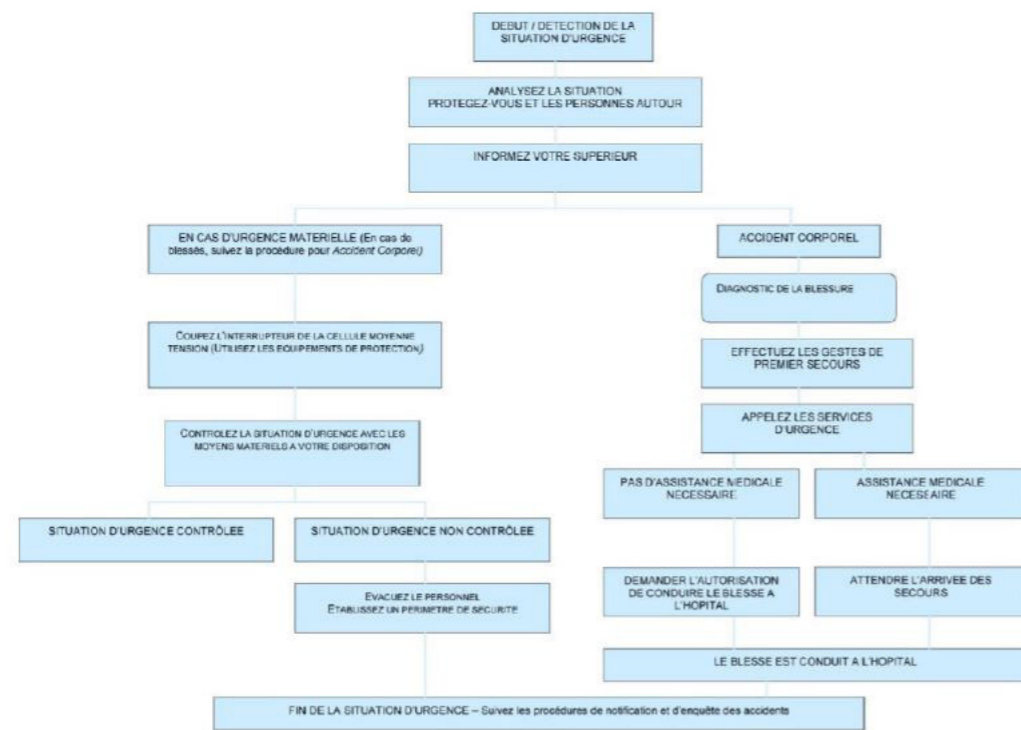 DEBUT / DETECTION DE LA
SITUATION D'URGENCE
ANALYSEZ LA SITUATION
PROTEGEZ-VOUS ET LES PERSONNES AUTOUR
INFORMEZ VOTRE SUPERIEUR
EN CAS D'URGENCE MATERIELLE (En cas de
blessés, suivez la procédure pour Accident Corporel)
ACCIDENT CORPOREL
DIAGNOSTIC DE LA BLESSURE
COUPEZ L'INTERRUPTEUR DE LA CELLULE MOYENNE
TENSION (UTILISEZ LES EQUIPEMENTS DE PROTECTION)
EFFECTUEZ LES GESTES DE
PREMIER SECOURS
APPELEZ LES SERVICES
D'URGENCE
CONTROLEZ LA SITUATION D'URGENCE AVEC LES
MOYENS MATERIELS A VOTRE DISPOSITION
PAS D'ASSISTANCE MEDICALE
NECESSAIRE
ASSISTANCE MEDICALE
NECESSAIRE
SITUATION D'URGENCE CONTRÔLEE
SITUATION D'URGENCE NON CONTRÔLEE
DEMANDER L'AUTORISATION
DE CONDUIRE LE BLESSE A
L'HOPITAL
ATTENDRE L'ARRIVEE DES
SECOURS
EVACUEZ LE PERSONNEL
ETABLISSEZ UN PERIMETRE DE SECURITE
LE BLESSE EST CONDUIT A L'HOPITAL
FIN DE LA SITUATION D'URGENCE – Suivez les procédures de notification et d'enquête des accidents